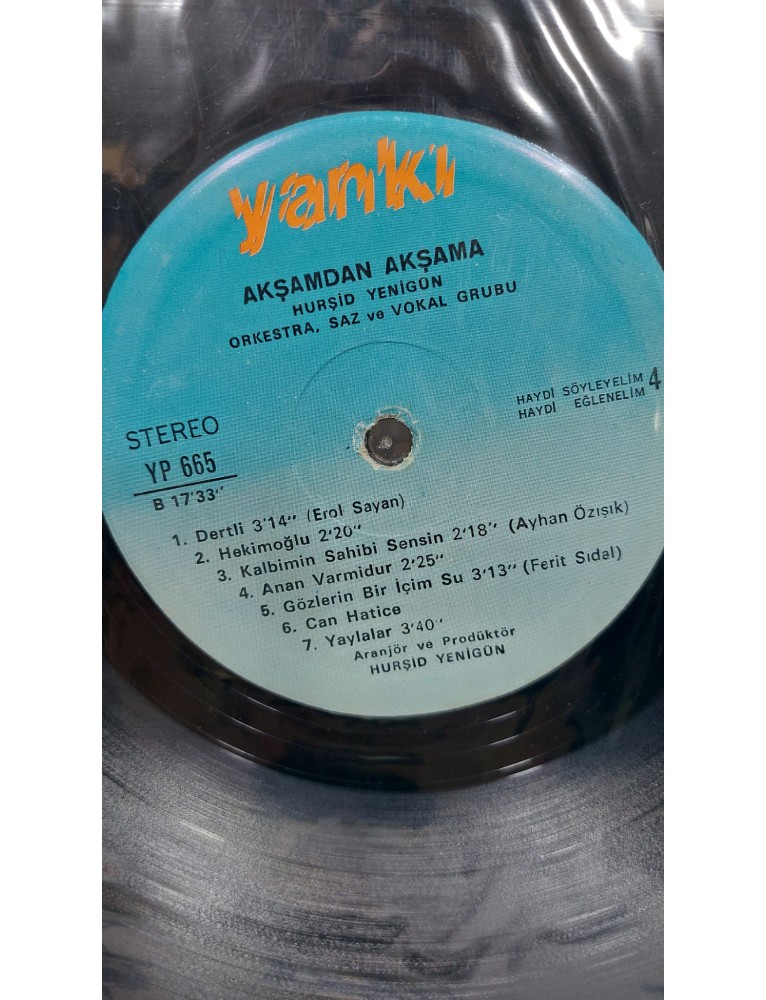 yankı
AKŞAMDAN AKŞAMA
HURŞİD YENİGÜN
ORKESTRA, SAZ ve VOKAL GRUBU
HAYDİ SÖYLEYELİM 4
HAYDİ EĞLENELİM
STEREO
YP 665
B 17'33''
1. Dertli 3'14'' (Erol Sayan)
2. Hekimoğlu 2'20''
3. Kalbimin Sahibi Sensin 2'18'' (Ayhan Özışık)
4. Anan Varmidur 2'25''
5. Gözlerin Bir İçim Su 3'13'' (Ferit Sıdal)
6. Can Hatice
7. Yaylalar 3'40''
Aranjör ve Prodüktör
HURŞİD YENİGÜN